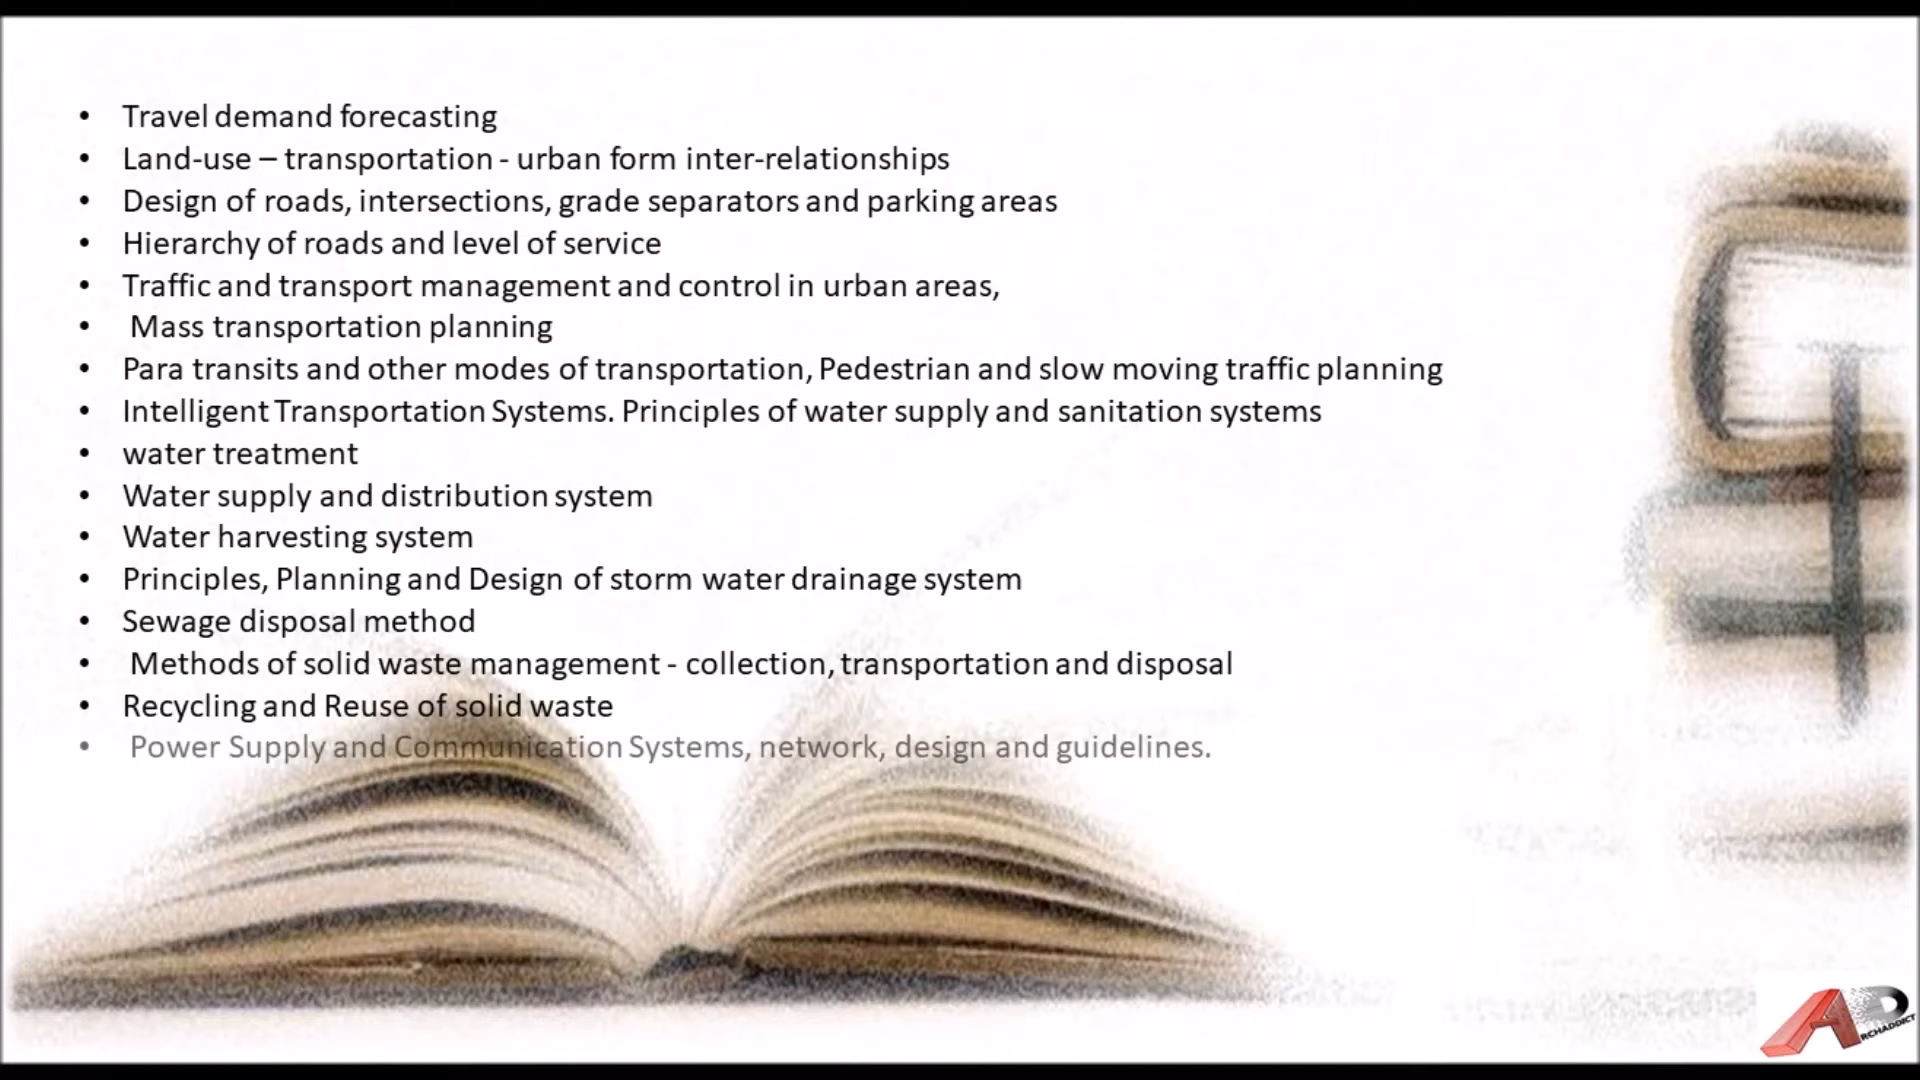 • Travel demand forecasting
• Land-use – transportation - urban form inter-relationships
• Design of roads, intersections, grade separators and parking areas
• Hierarchy of roads and level of service
• Traffic and transport management and control in urban areas,
• Mass transportation planning
• Para transits and other modes of transportation, Pedestrian and slow moving traffic planning
• Intelligent Transportation Systems. Principles of water supply and sanitation systems
• water treatment
• Water supply and distribution system
• Water harvesting system
• Principles, Planning and Design of storm water drainage system
• Sewage disposal method
• Methods of solid waste management - collection, transportation and disposal
• Recycling and Reuse of solid waste
• Power Supply and Communication Systems, network, design and guidelines.
AD
RCHADDICT